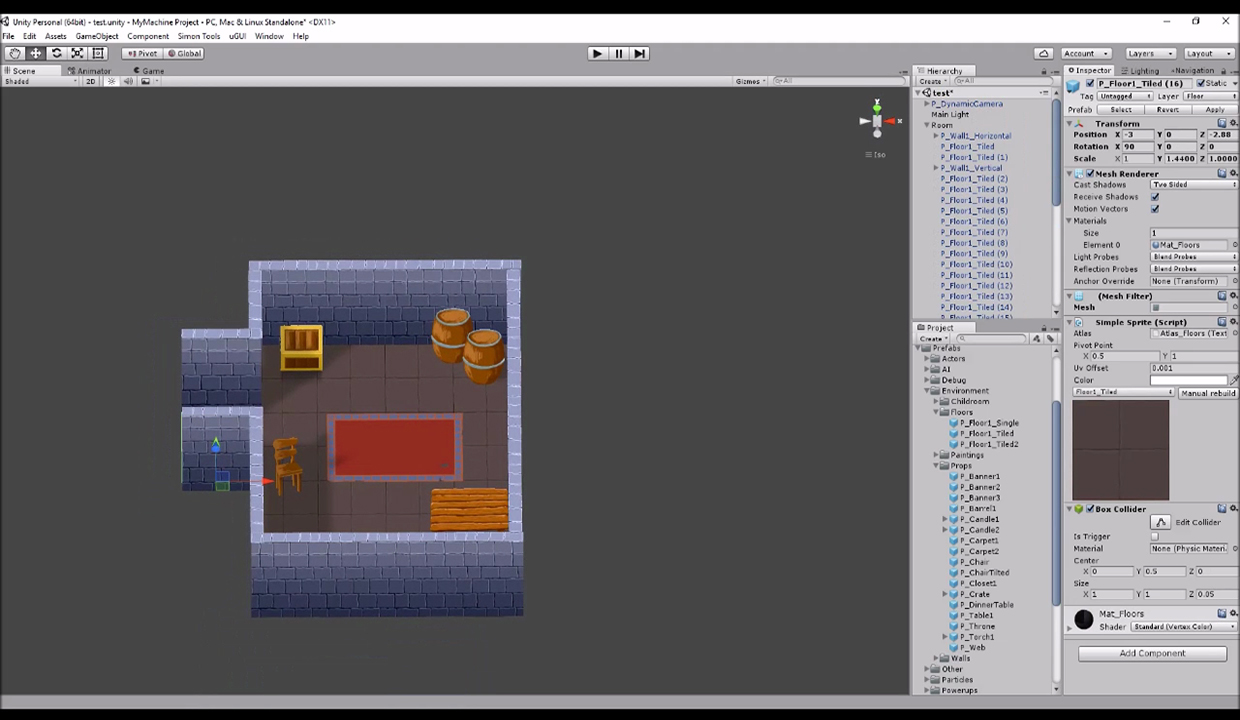 Unity Personal (64bit) - test.unity - MyMachine Project - PC, Mac & Linux Standalone* <DX11>
File Edit Assets GameObject Component Simon Tools uGUI Window Help
Pivot Global Account Layers Layout
Scene Animator Game
Shaded 2D Gizmos All
Iso
Hierarchy
Create All
test*
P_DynamicCamera
Main Light
Room
P_Wall1_Horizontal
P_Floor1_Tiled
P_Floor1_Tiled (1)
P_Wall1_Vertical
P_Floor1_Tiled (2)
P_Floor1_Tiled (3)
P_Floor1_Tiled (4)
P_Floor1_Tiled (5)
P_Floor1_Tiled (6)
P_Floor1_Tiled (7)
P_Floor1_Tiled (8)
P_Floor1_Tiled (9)
P_Floor1_Tiled (10)
P_Floor1_Tiled (11)
P_Floor1_Tiled (12)
P_Floor1_Tiled (13)
P_Floor1_Tiled (14)
P_Floor1_Tiled (15)
Project
Create
Prefabs
Actors
AI
Debug
Environment
Childroom
Floors
P_Floor1_Single
P_Floor1_Tiled
P_Floor1_Tiled2
Paintings
Props
P_Banner1
P_Banner2
P_Banner3
P_Barrel1
P_Candle1
P_Candle2
P_Carpet1
P_Carpet2
P_Chair
P_ChairTilted
P_Closet1
P_Crate
P_DinnerTable
P_Table1
P_Throne
P_Torch1
P_Web
Walls
Other
Particles
Powerups
Inspector Lighting Navigation
P_Floor1_Tiled (16) Static
Tag Untagged Layer Floor
Prefab Select Revert Apply
Transform
Position X -3 Y 0 Z -2.88
Rotation X 90 Y 0 Z 0
Scale X 1 Y 1.4400 Z 1.0000
Mesh Renderer
Cast Shadows Two Sided
Receive Shadows
Motion Vectors
Materials
Size 1
Element 0 Mat_Floors
Light Probes Blend Probes
Reflection Probes Blend Probes
Anchor Override None (Transform)
(Mesh Filter)
Mesh
Simple Sprite (Script)
Atlas Atlas_Floors (Text
Pivot Point
X 0.5 Y 1
Uv Offset 0.001
Color
Floor1_Tiled Manual rebuild
Box Collider
Edit Collider
Is Trigger
Material None (Physic Materi
Center
X 0 Y 0.5 Z 0
Size
X 1 Y 1 Z 0.05
Mat_Floors
Shader Standard (Vertex Color)
Add Component